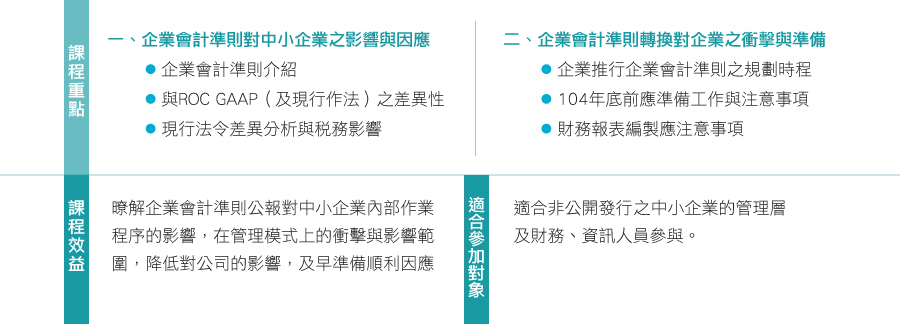 課程重點
一、企業會計準則對中小企業之影響與因應
● 企業會計準則介紹
● 與ROC GAAP（及現行作法）之差異性
● 現行法令差異分析與税務影響
二、企業會計準則轉換對企業之衝擊與準備
● 企業推行企業會計準則之規劃時程
● 104年底前應準備工作與注意事項
● 財務報表編製應注意事項
課程效益
暸解企業會計準則公報對中小企業內部作業
程序的影響，在管理模式上的衝擊與影響範
圍，降低對公司的影響，及早準備順利因應
適合參加對象
適合非公開發行之中小企業的管理層
及財務、資訊人員參與。